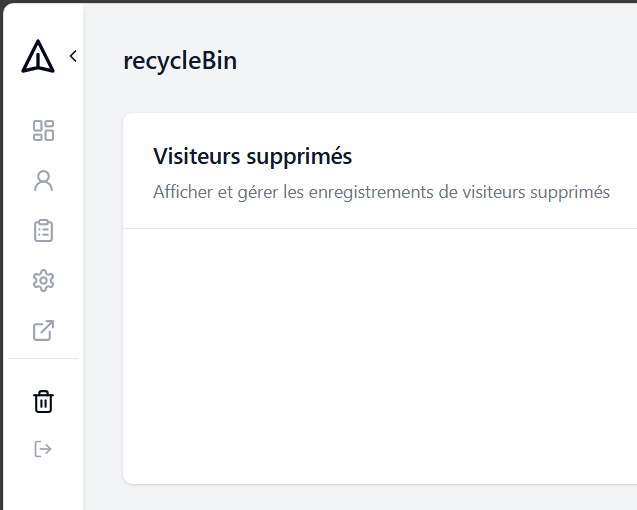 recycleBin
Visiteurs supprimés
Afficher et gérer les enregistrements de visiteurs supprimés